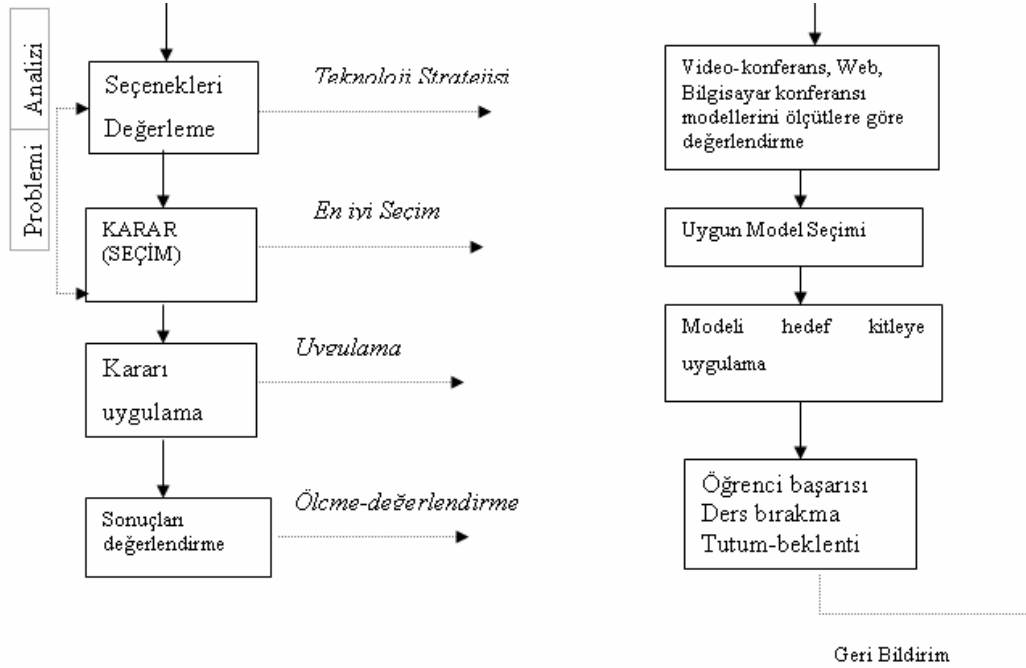 Problemi Analizi
Seçenekleri
Değerleme
Teknoloji Stratejisi
Video-konferans, Web,
Bilgisayar konferansı
modellerini ölçütlere göre
değerlendirme
KARAR
(SEÇİM)
En iyi Seçim
Uygun Model Seçimi
Kararı
uygulama
Uygulama
Modeli hedef kitleye
uygulama
Sonuçları
değerlendirme
Ölçme-değerlendirme
Öğrenci başarısı
Ders bırakma
Tutum-beklenti
Geri Bildirim